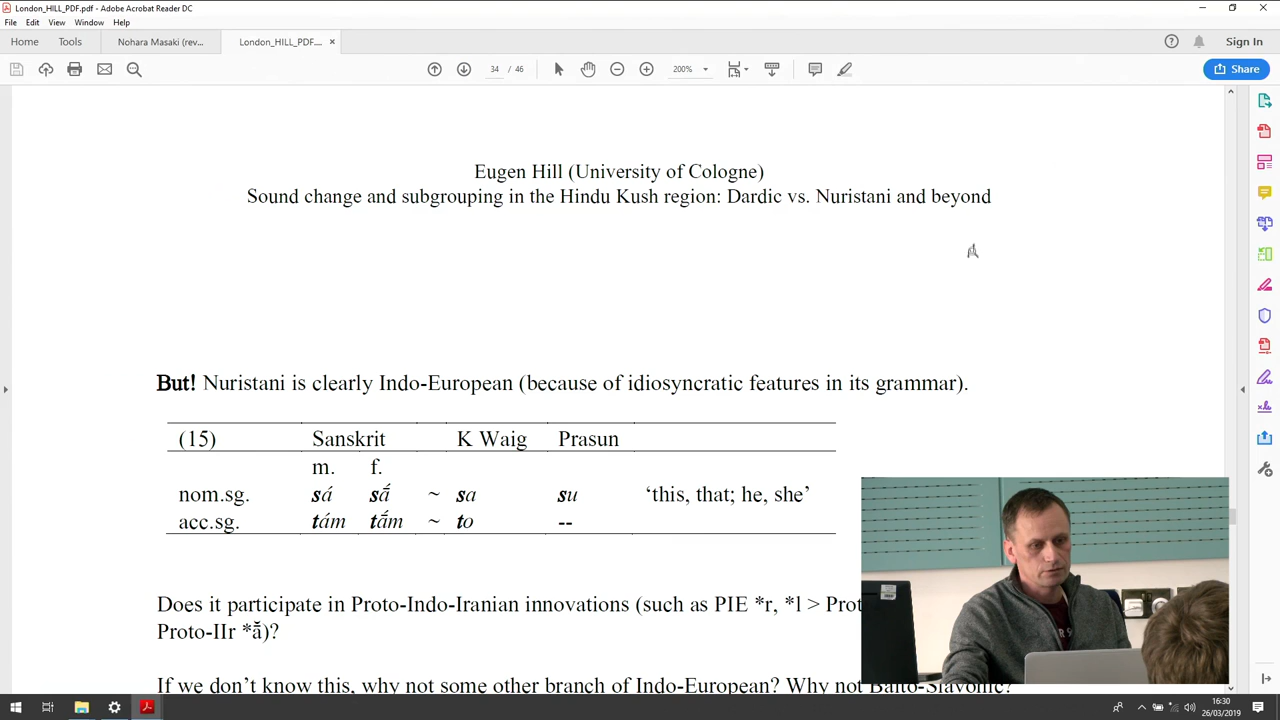 London_HILL_PDF.pdf - Adobe Acrobat Reader DC
File Edit View Window Help
Home Tools Nohara Masaki (rev... London_HILL_PDF.... × Sign In
34 / 46 200% Share
Eugen Hill (University of Cologne)
Sound change and subgrouping in the Hindu Kush region: Dardic vs. Nuristani and beyond
But! Nuristani is clearly Indo-European (because of idiosyncratic features in its grammar).
(15) Sanskrit K Waig Prasun
m. f.
nom.sg. sá sā́ ~ sa su ‘this, that; he, she’
acc.sg. tám tā́m ~ to --
Does it participate in Proto-Indo-Iranian innovations (such as PIE *r, *l > Prot
Proto-IIr *ā̆)?
If we don’t know this, why not some other branch of Indo-European? Why not Balto-Slavonic?
16:30
26/03/2019